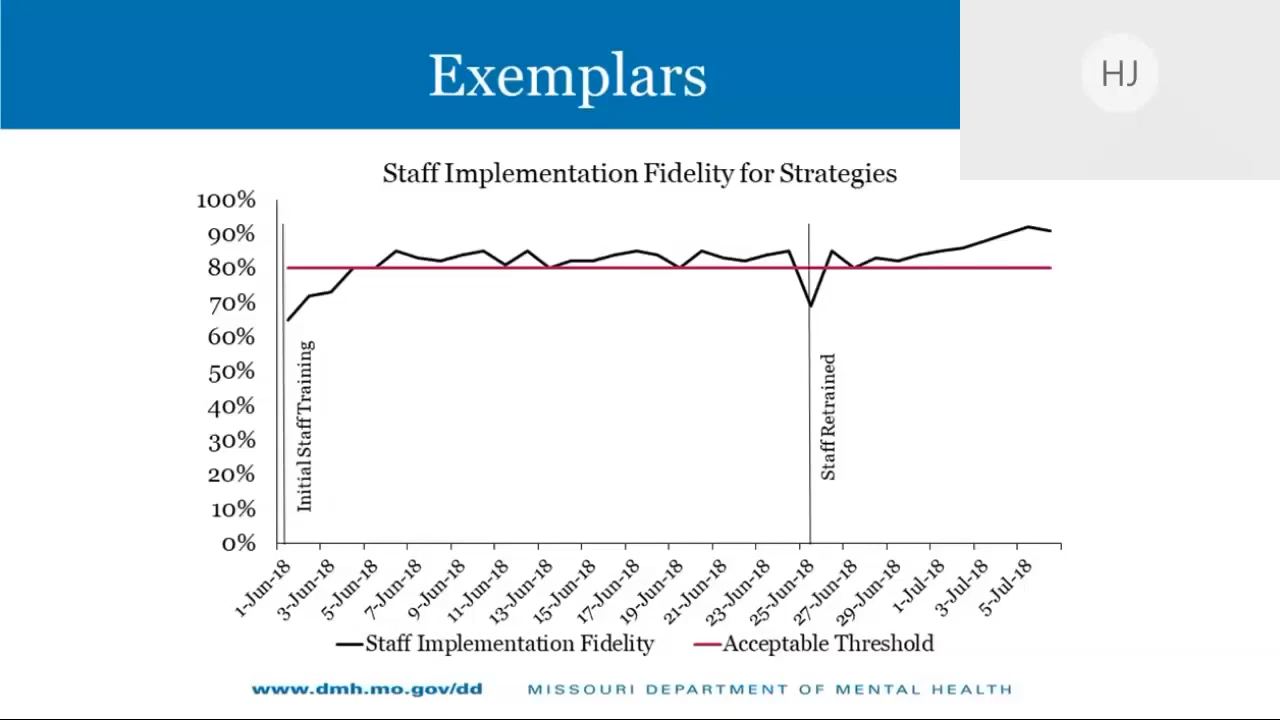 Exemplars
HJ
Staff Implementation Fidelity for Strategies
100%
90%
80%
70%
60%
50%
40%
30%
20%
10%
0%
Initial Staff Training
Staff Retrained
1-Jun-18
3-Jun-18
5-Jun-18
7-Jun-18
9-Jun-18
11-Jun-18
13-Jun-18
15-Jun-18
17-Jun-18
19-Jun-18
21-Jun-18
23-Jun-18
25-Jun-18
27-Jun-18
29-Jun-18
1-Jul-18
3-Jul-18
5-Jul-18
Staff Implementation Fidelity
Acceptable Threshold
www.dmh.mo.gov/dd
MISSOURI DEPARTMENT OF MENTAL HEALTH